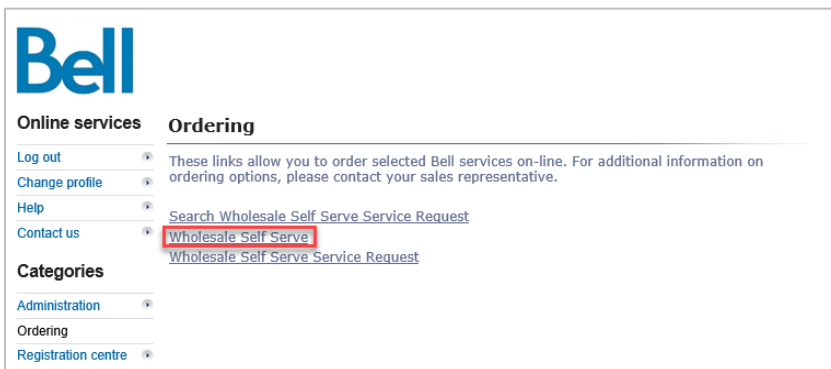 Bell
Online services
Log out
Change profile
Help
Contact us
Categories
Administration
Ordering
Registration centre
Ordering
These links allow you to order selected Bell services on-line. For additional information on
ordering options, please contact your sales representative.
Search Wholesale Self Serve Service Request
Wholesale Self Serve
Wholesale Self Serve Service Request